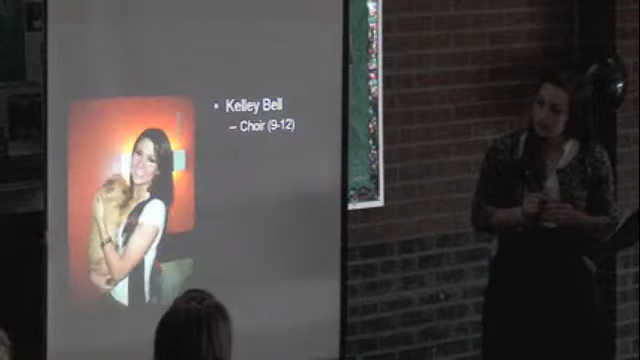 • Kelley Bell
– Choir (9-12)